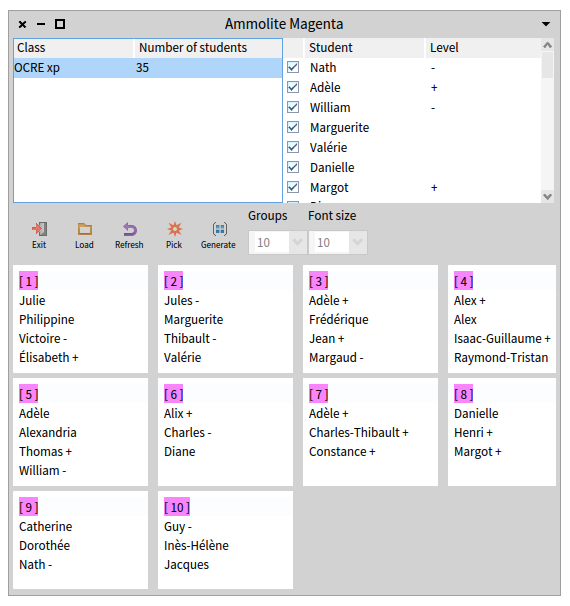 Ammolite Magenta
Class Number of students
OCRE xp 35
Student Level
Nath -
Adèle +
William -
Marguerite
Valérie
Danielle
Margot +
Exit Load Refresh Pick Generate
Groups Font size
10 10
[ 1 ]
Julie
Philippine
Victoire -
Élisabeth +
[ 2 ]
Jules -
Marguerite
Thibault -
Valérie
[ 3 ]
Adèle +
Frédérique
Jean +
Margaud -
[ 4 ]
Alex +
Alex
Isaac-Guillaume +
Raymond-Tristan
[ 5 ]
Adèle
Alexandria
Thomas +
William -
[ 6 ]
Alix +
Charles -
Diane
[ 7 ]
Adèle +
Charles-Thibault +
Constance +
[ 8 ]
Danielle
Henri +
Margot +
[ 9 ]
Catherine
Dorothée
Nath -
[ 10 ]
Guy -
Inès-Hélène
Jacques